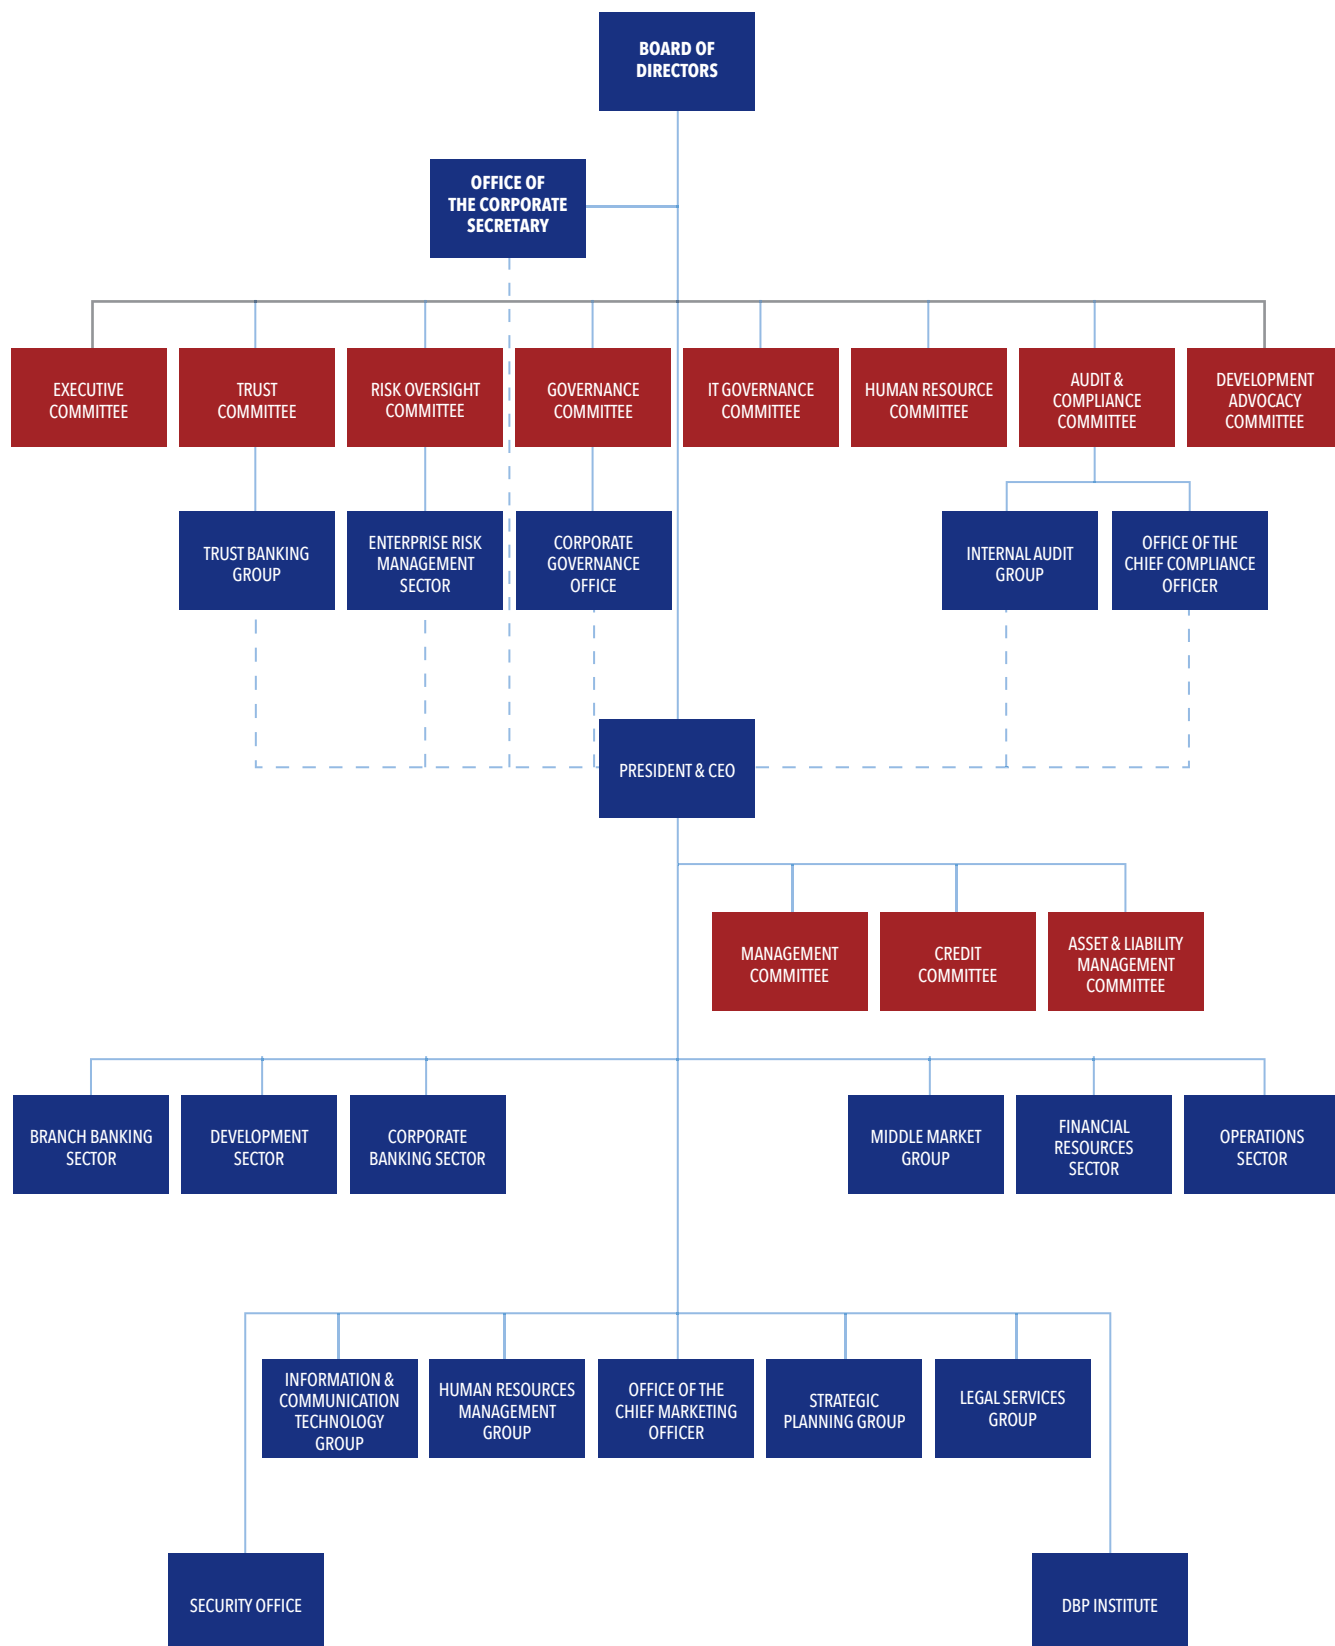 BOARD OF
DIRECTORS
OFFICE OF
THE CORPORATE
SECRETARY
EXECUTIVE
COMMITTEE
TRUST
COMMITTEE
RISK OVERSIGHT
COMMITTEE
GOVERNANCE
COMMITTEE
IT GOVERNANCE
COMMITTEE
HUMAN RESOURCE
COMMITTEE
AUDIT &
COMPLIANCE
COMMITTEE
DEVELOPMENT
ADVOCACY
COMMITTEE
TRUST BANKING
GROUP
ENTERPRISE RISK
MANAGEMENT
SECTOR
CORPORATE
GOVERNANCE
OFFICE
INTERNAL AUDIT
GROUP
OFFICE OF THE
CHIEF COMPLIANCE
OFFICER
PRESIDENT & CEO
MANAGEMENT
COMMITTEE
CREDIT
COMMITTEE
ASSET & LIABILITY
MANAGEMENT
COMMITTEE
BRANCH BANKING
SECTOR
DEVELOPMENT
SECTOR
CORPORATE
BANKING SECTOR
MIDDLE MARKET
GROUP
FINANCIAL
RESOURCES
SECTOR
OPERATIONS
SECTOR
INFORMATION &
COMMUNICATION
TECHNOLOGY
GROUP
HUMAN RESOURCES
MANAGEMENT
GROUP
OFFICE OF THE
CHIEF MARKETING
OFFICER
STRATEGIC
PLANNING GROUP
LEGAL SERVICES
GROUP
SECURITY OFFICE
DBP INSTITUTE